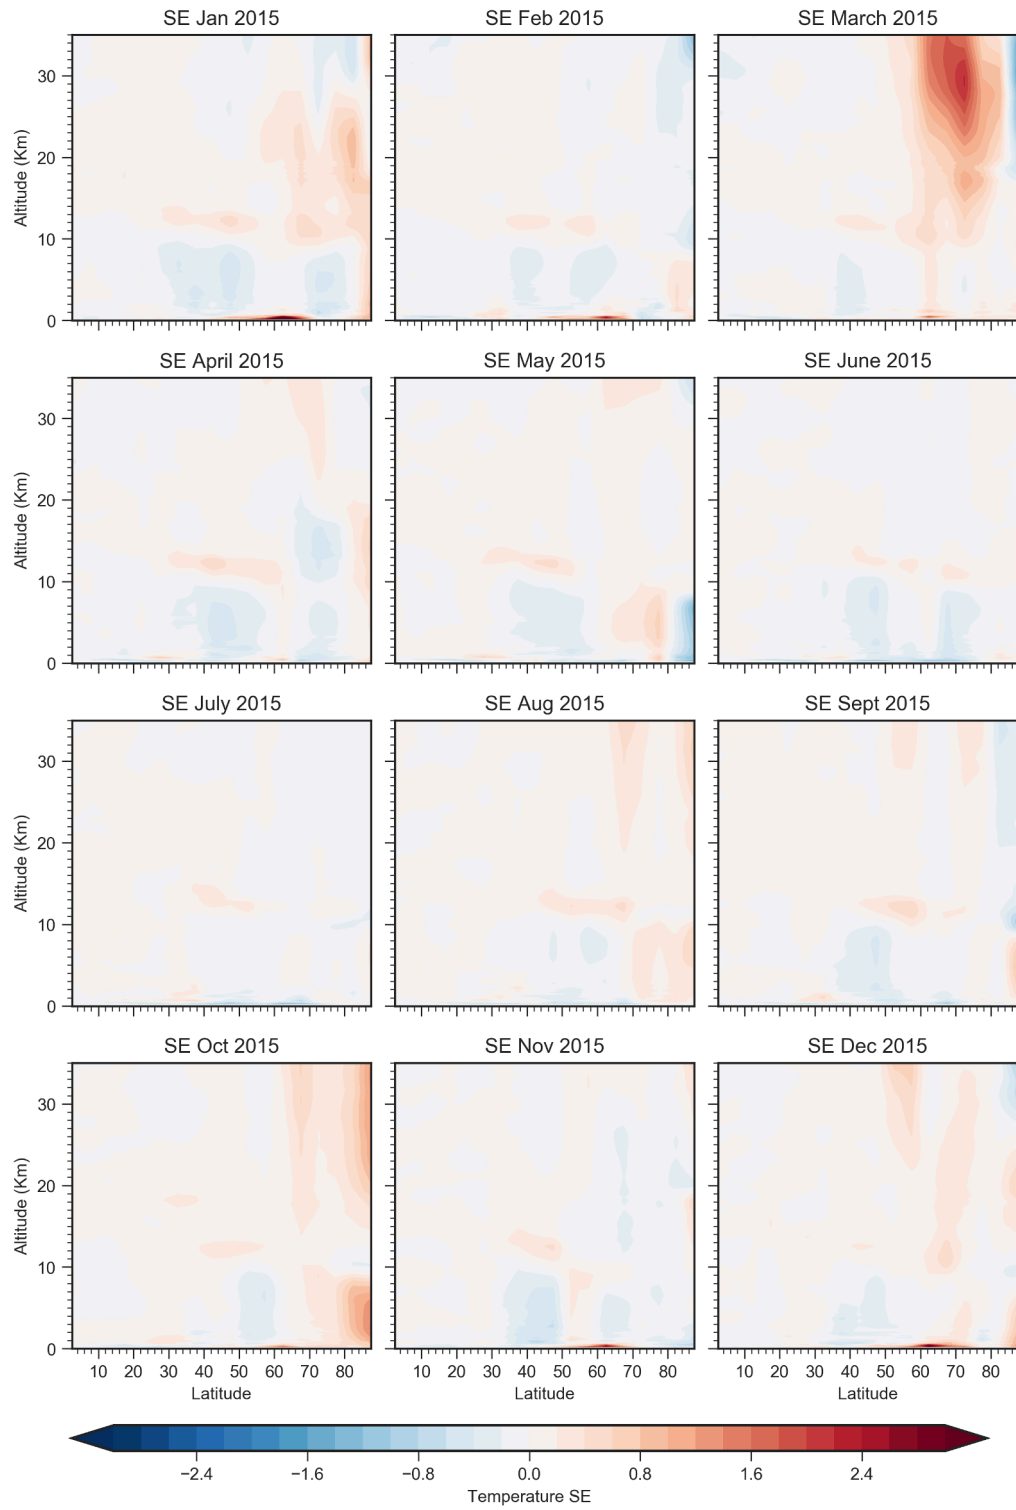 SE Jan 2015 SE Feb 2015 SE March 2015
30
20
10
0
Altitude (Km)
SE April 2015 SE May 2015 SE June 2015
30
20
10
0
Altitude (Km)
SE July 2015 SE Aug 2015 SE Sept 2015
30
20
10
0
Altitude (Km)
SE Oct 2015 SE Nov 2015 SE Dec 2015
30
20
10
0
Altitude (Km)
10 20 30 40 50 60 70 80 10 20 30 40 50 60 70 80 10 20 30 40 50 60 70 80
Latitude Latitude Latitude
−2.4 −1.6 −0.8 0.0 0.8 1.6 2.4
Temperature SE